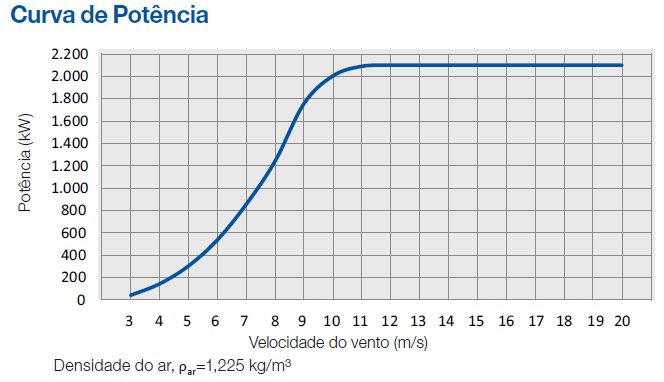 Curva de Potência
Potência (kW)
2.200
2.000
1.800
1.600
1.400
1.200
1.000
800
600
400
200
0
3 4 5 6 7 8 9 10 11 12 13 14 15 16 17 18 19 20
Velocidade do vento (m/s)
Densidade do ar, ρar=1,225 kg/m³